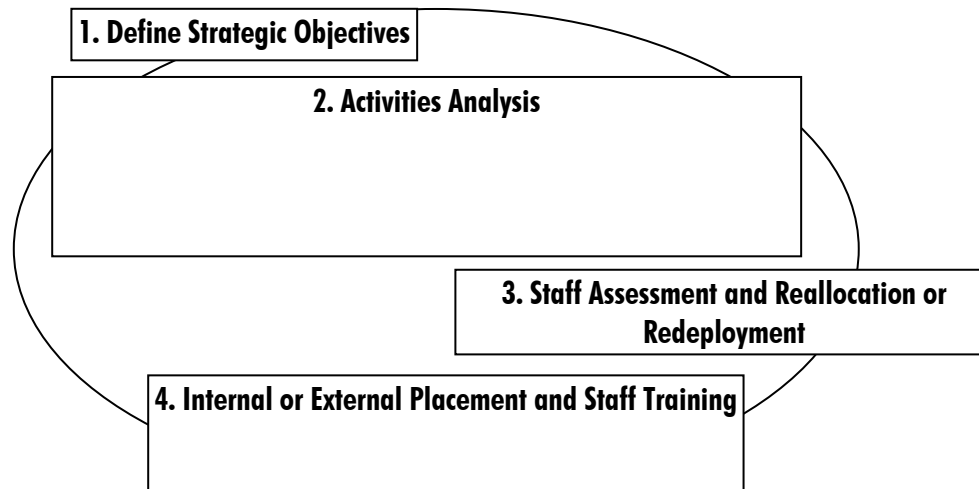 1. Define Strategic Objectives
2. Activities Analysis
3. Staff Assessment and Reallocation or
Redeployment
4. Internal or External Placement and Staff Training